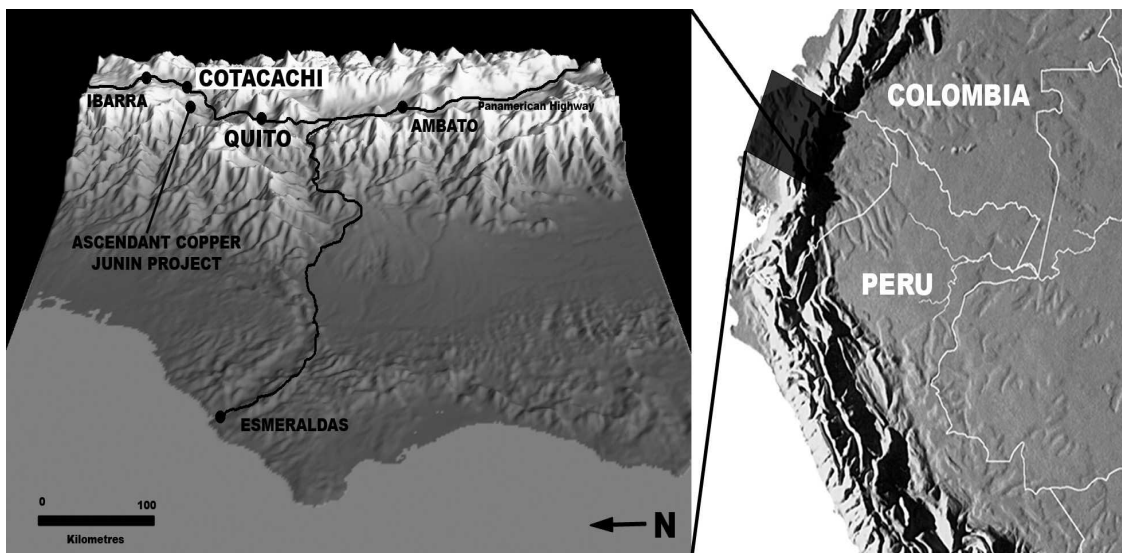 COTACACHI
IBARRA
QUITO
AMBATO
Panamerican Highway
ASCENDANT COPPER
JUNIN PROJECT
ESMERALDAS
0 100
Kilometres
N
COLOMBIA
PERU